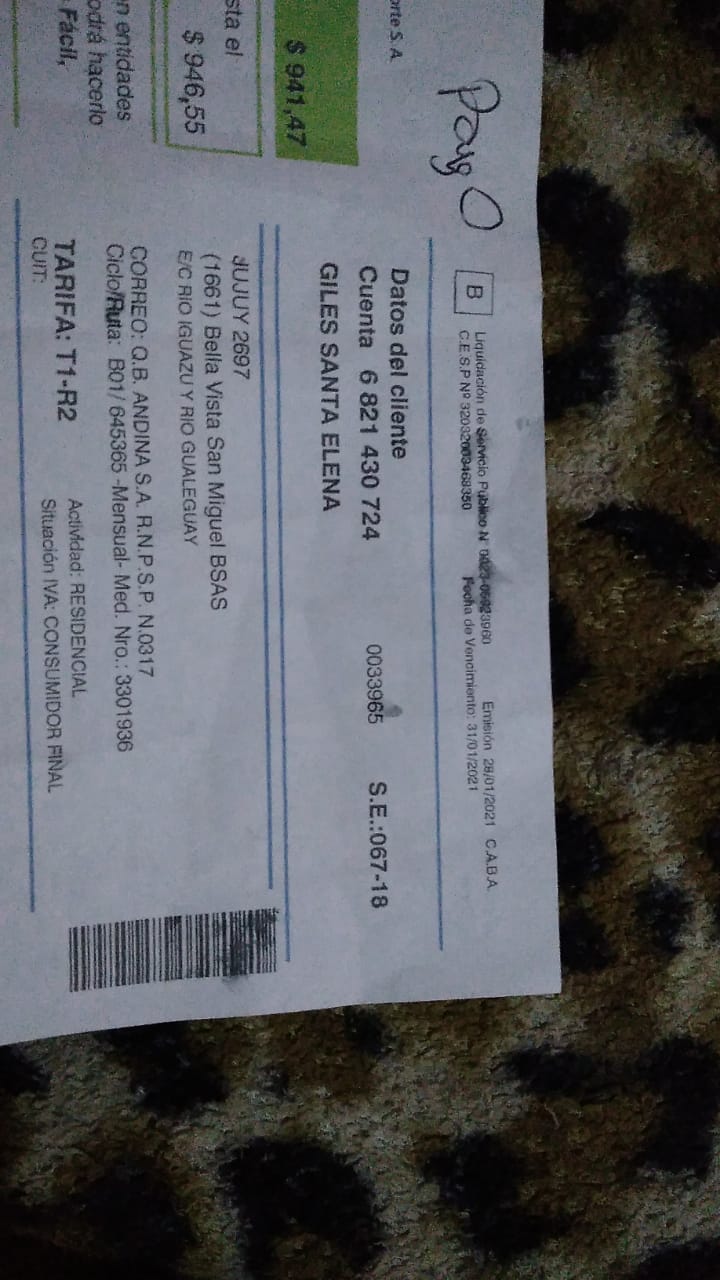 Pago
orte S. A.
$ 941,47
sta el
$ 946,55
n entidades
odrá hacerlo
Fácil,
B
Liquidación de Servicio Público N° 0023-05923960 Emisión 28/01/2021 C.A.B.A.
C.E.S.P Nº 32032003468350 Fecha de Vencimiento: 31/01/2021
Datos del cliente
Cuenta 6 821 430 724 0033965 S.E.:067-18
GILES SANTA ELENA
JUJUY 2697
(1661) Bella Vista San Miguel BSAS
E/C RIO IGUAZU Y RIO GUALEGUAY
CORREO: Q.B. ANDINA S.A. R.N.P.S.P. N.0317
Ciclo/Ruta: B01/ 645365 -Mensual- Med. Nro.: 3301936
TARIFA: T1-R2 Actividad: RESIDENCIAL
CUIT: Situación IVA: CONSUMIDOR FINAL